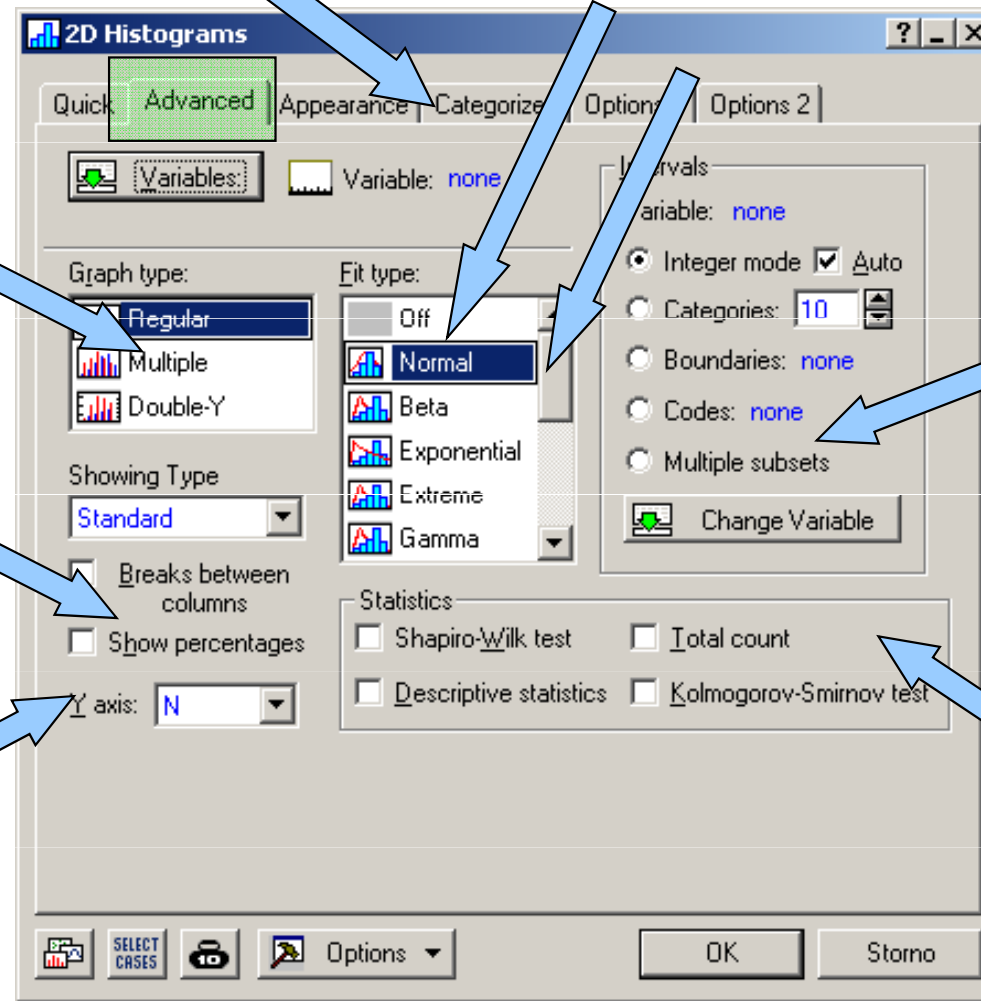 2D Histograms
Quick Advanced Appearance Categorize Option Options 2
Variables: Variable: none
Intervals
Variable: none
Graph type: Fit type:
Integer mode Auto
Regular Off
Categories: 10
Multiple Normal
Boundaries: none
Double-Y Beta
Codes: none
Exponential
Multiple subsets
Showing Type Extreme
Standard Gamma
Change Variable
Breaks between
columns
Statistics
Show percentages Shapiro-Wilk test Total count
Y axis: N Descriptive statistics Kolmogorov-Smirnov test
SELECT
CASES
10
Options OK Storno